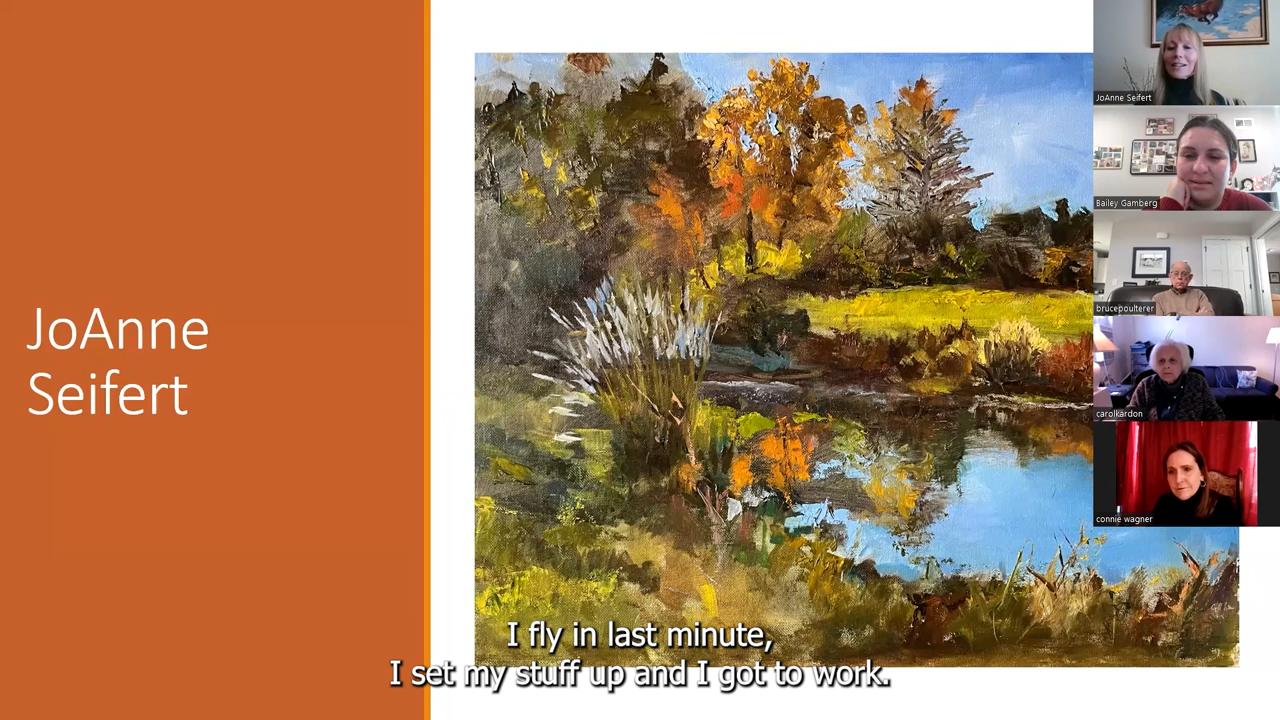 JoAnne
Seifert
JoAnne Seifert
Bailey Gamberg
brucepoulterer
carolkardon
connie wagner
I fly in last minute,
I set my stuff up and I got to work.